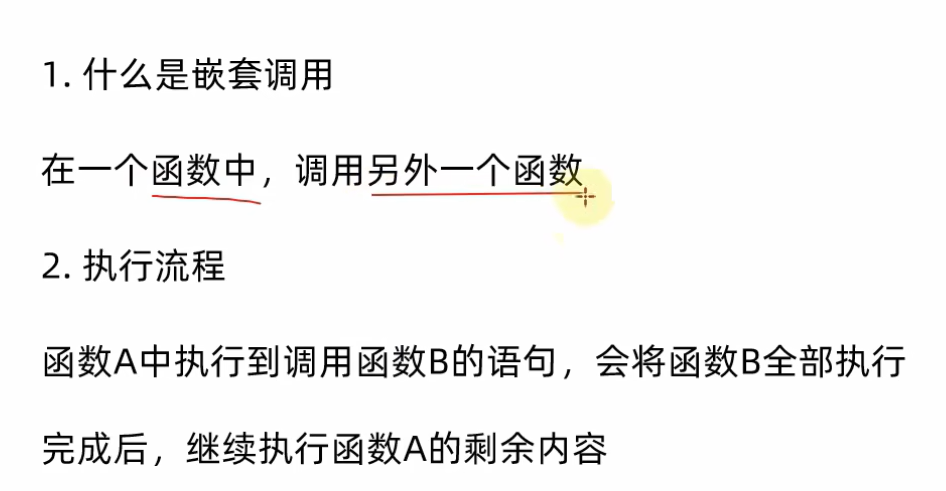 1. 什么是嵌套调用
在一个函数中，调用另外一个函数
2. 执行流程
函数A中执行到调用函数B的语句，会将函数B全部执行
完成后，继续执行函数A的剩余内容